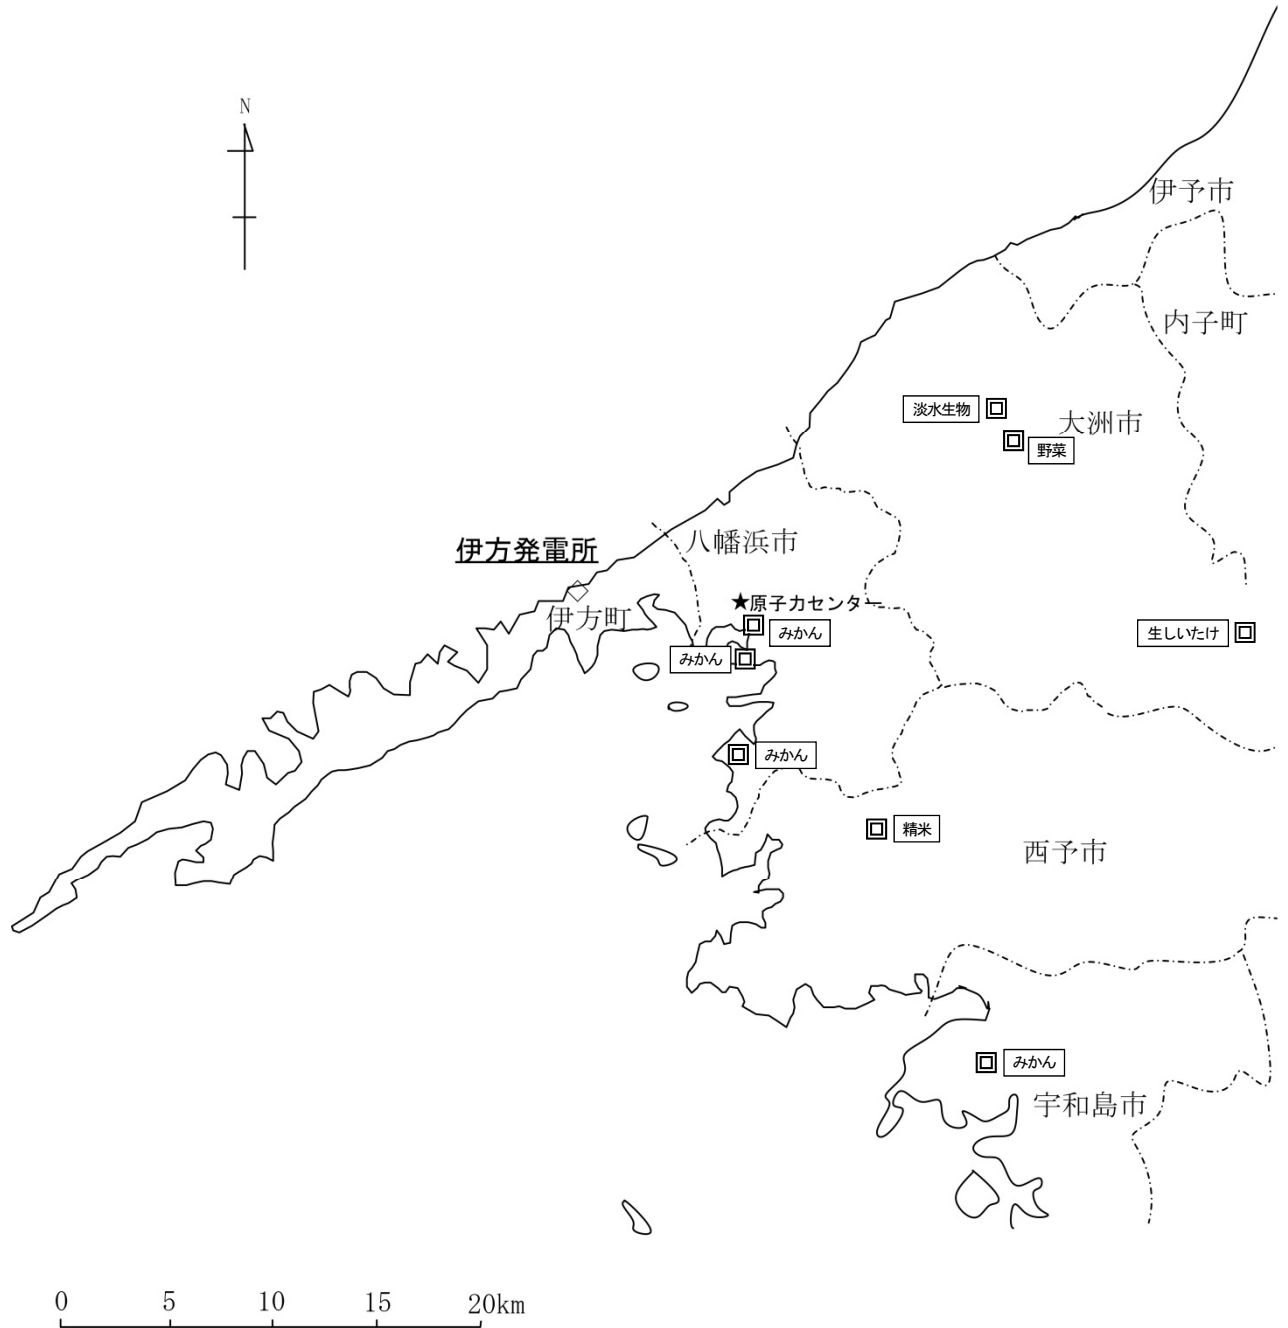 N
伊予市
内子町
淡水生物
大洲市
野菜
八幡浜市
伊方発電所
伊方町
★原子力センター
みかん
生しいたけ
みかん
みかん
精米
西予市
みかん
宇和島市
0 5 10 15 20km